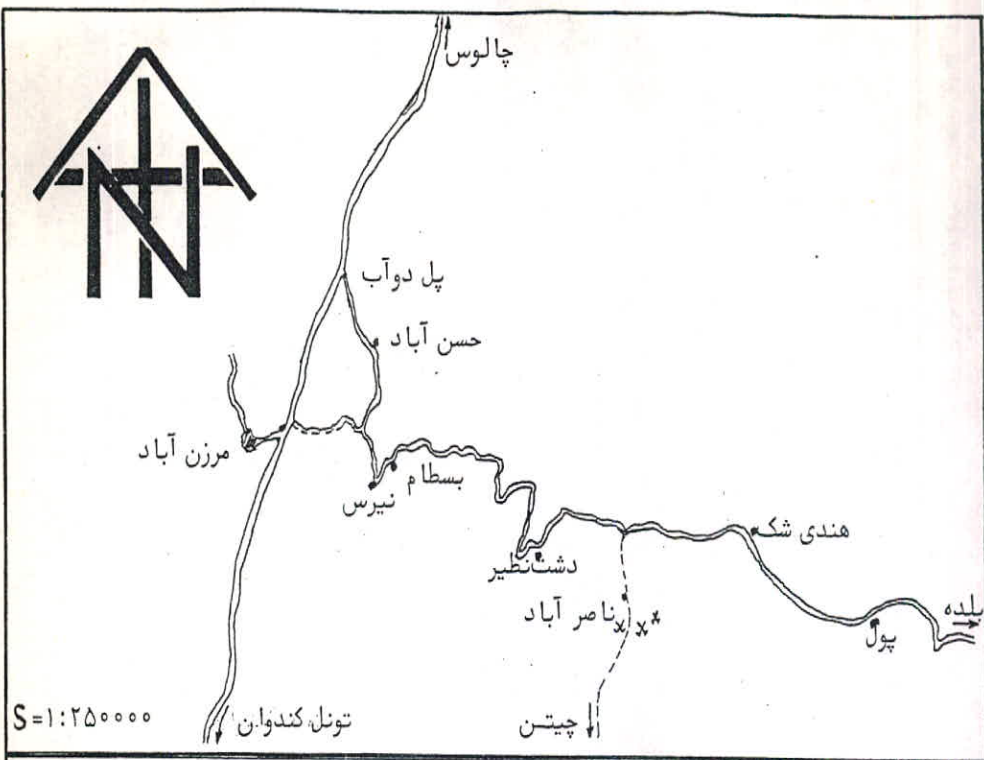 چالوس
پل دوآب
حسن آباد
مرزن آباد
بسطام
نیرس
هندی شک
دشت نظیر
ناصر آباد
بلده
پول
چیتن
تونل کندوان
S=۱:۲۵۰۰۰۰
N